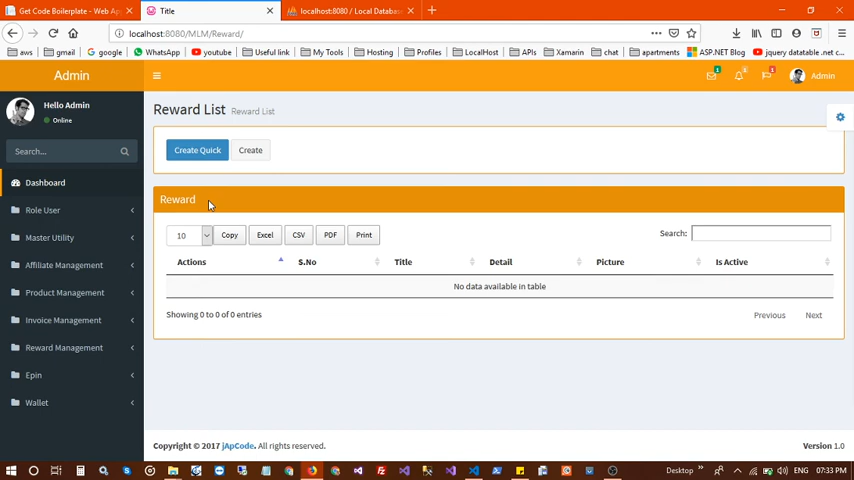 Get Code Boilerplate - Web Ap
Title
localhost:8080 / Local Databas
localhost:8080/MLM/Reward/
aws
gmail
google
WhatsApp
youtube
Useful link
My Tools
Hosting
Profiles
LocalHost
APIs
Xamarin
chat
apartments
ASP.NET Blog
jquery datatable .net c...
Admin
1
1
Admin
Hello Admin
Online
Reward List Reward List
Search...
Create Quick
Create
Dashboard
Role User
Master Utility
Affiliate Management
Product Management
Invoice Management
Reward Management
Epin
Wallet
Reward
10
Copy
Excel
CSV
PDF
Print
Search:
Actions
S.No
Title
Detail
Picture
Is Active
No data available in table
Showing 0 to 0 of 0 entries
Previous
Next
Copyright © 2017 jApCode. All rights reserved.
Version 1.0
Desktop
ENG
07:33 PM